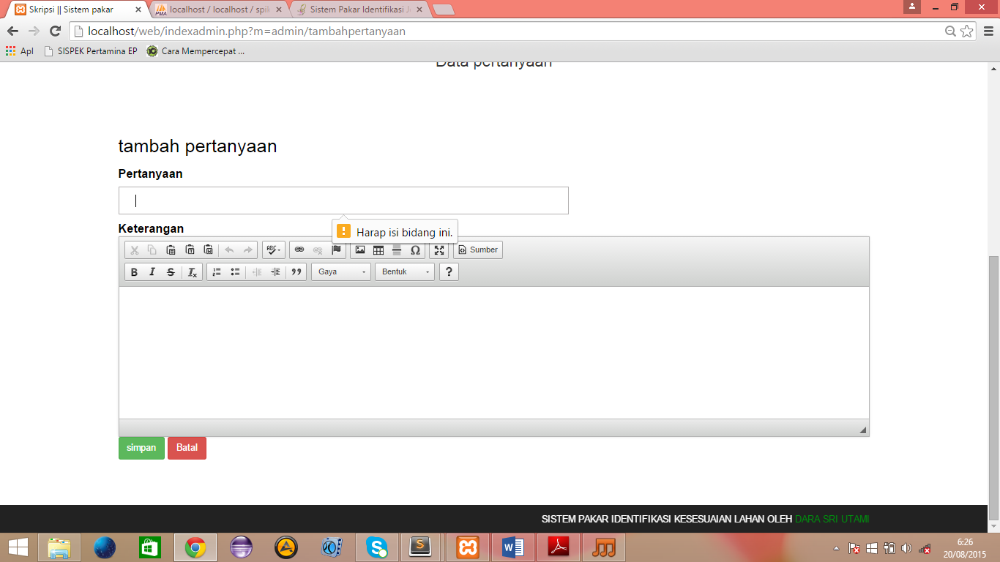 Skripsi || Sistem pakar
localhost / localhost / spik
Sistem Pakar Identifikasi J
localhost/web/indexadmin.php?m=admin/tambahpertanyaan
Apl
SISPEK Pertamina EP
Cara Mempercepat ...
Data pertanyaan
tambah pertanyaan
Pertanyaan
Harap isi bidang ini.
Keterangan
Sumber
Gaya
Bentuk
simpan
Batal
SISTEM PAKAR IDENTIFIKASI KESESUAIAN LAHAN OLEH DARA SRI UTAMI
6:26
20/08/2015